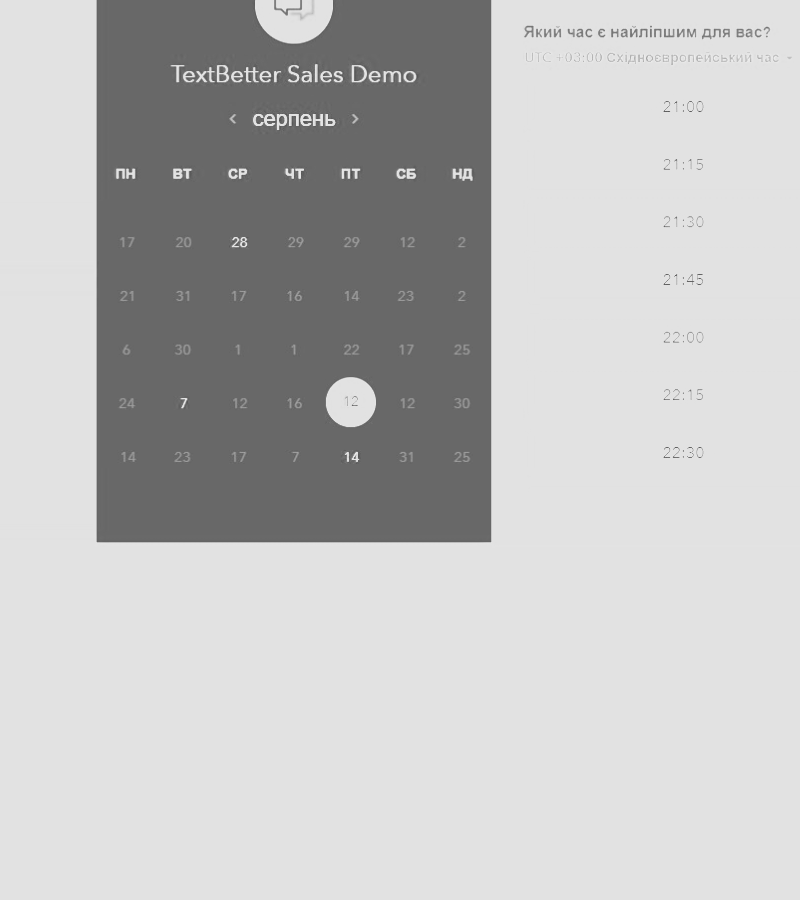 TextBetter Sales Demo
серпень
ПН ВТ СР ЧТ ПТ СБ НД
17 20 28 29 29 12 2
21 31 17 16 14 23 2
6 30 1 1 22 17 25
24 7 12 16 12 12 30
14 23 17 7 14 31 25
Який час є найліпшим для вас?
UTC +03:00 Східноєвропейський час
21:00
21:15
21:30
21:45
22:00
22:15
22:30